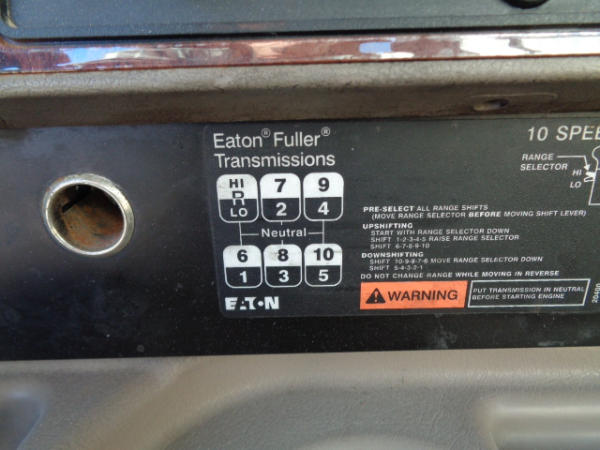 Eaton® Fuller®
Transmissions
10 SPEE
RANGE
SELECTOR
HI
LO
HI 7 9
R
LO 2 4
Neutral
6 8 10
1 3 5
PRE-SELECT ALL RANGE SHIFTS
(MOVE RANGE SELECTOR BEFORE MOVING SHIFT LEVER)
UPSHIFTING
START WITH RANGE SELECTOR DOWN
SHIFT 1-2-3-4-5 RAISE RANGE SELECTOR
SHIFT 6-7-8-9-10
DOWNSHIFTING
SHIFT 10-9-8-7-6 MOVE RANGE SELECTOR DOWN
SHIFT 5-4-3-2-1
DO NOT CHANGE RANGE WHILE MOVING IN REVERSE
WARNING
PUT TRANSMISSION IN NEUTRAL
BEFORE STARTING ENGINE
EATON